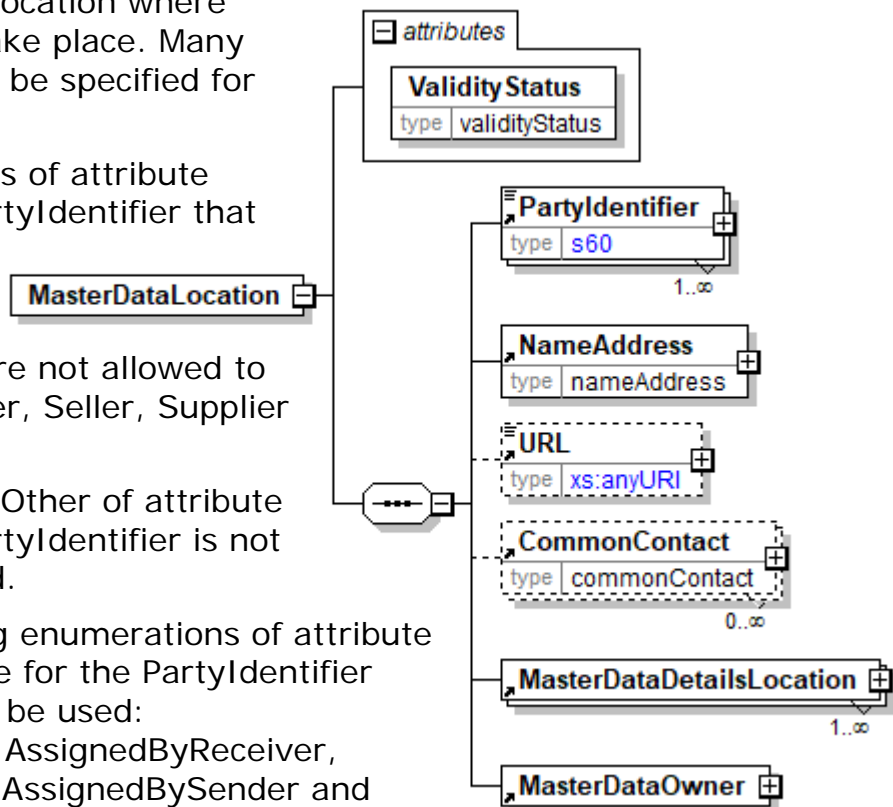 ocation where
ake place. Many
be specified for
s of attribute
rtyIdentifier that
re not allowed to
er, Seller, Supplier
Other of attribute
rtyIdentifier is not
d.
g enumerations of attribute
e for the PartyIdentifier
be used:
AssignedByReceiver,
AssignedBySender and
MasterDataLocation
attributes
ValidityStatus
type validityStatus
PartyIdentifier
type s60
1..∞
NameAddress
type nameAddress
URL
type xs:anyURI
CommonContact
type commonContact
0..∞
MasterDataDetailsLocation
1..∞
MasterDataOwner